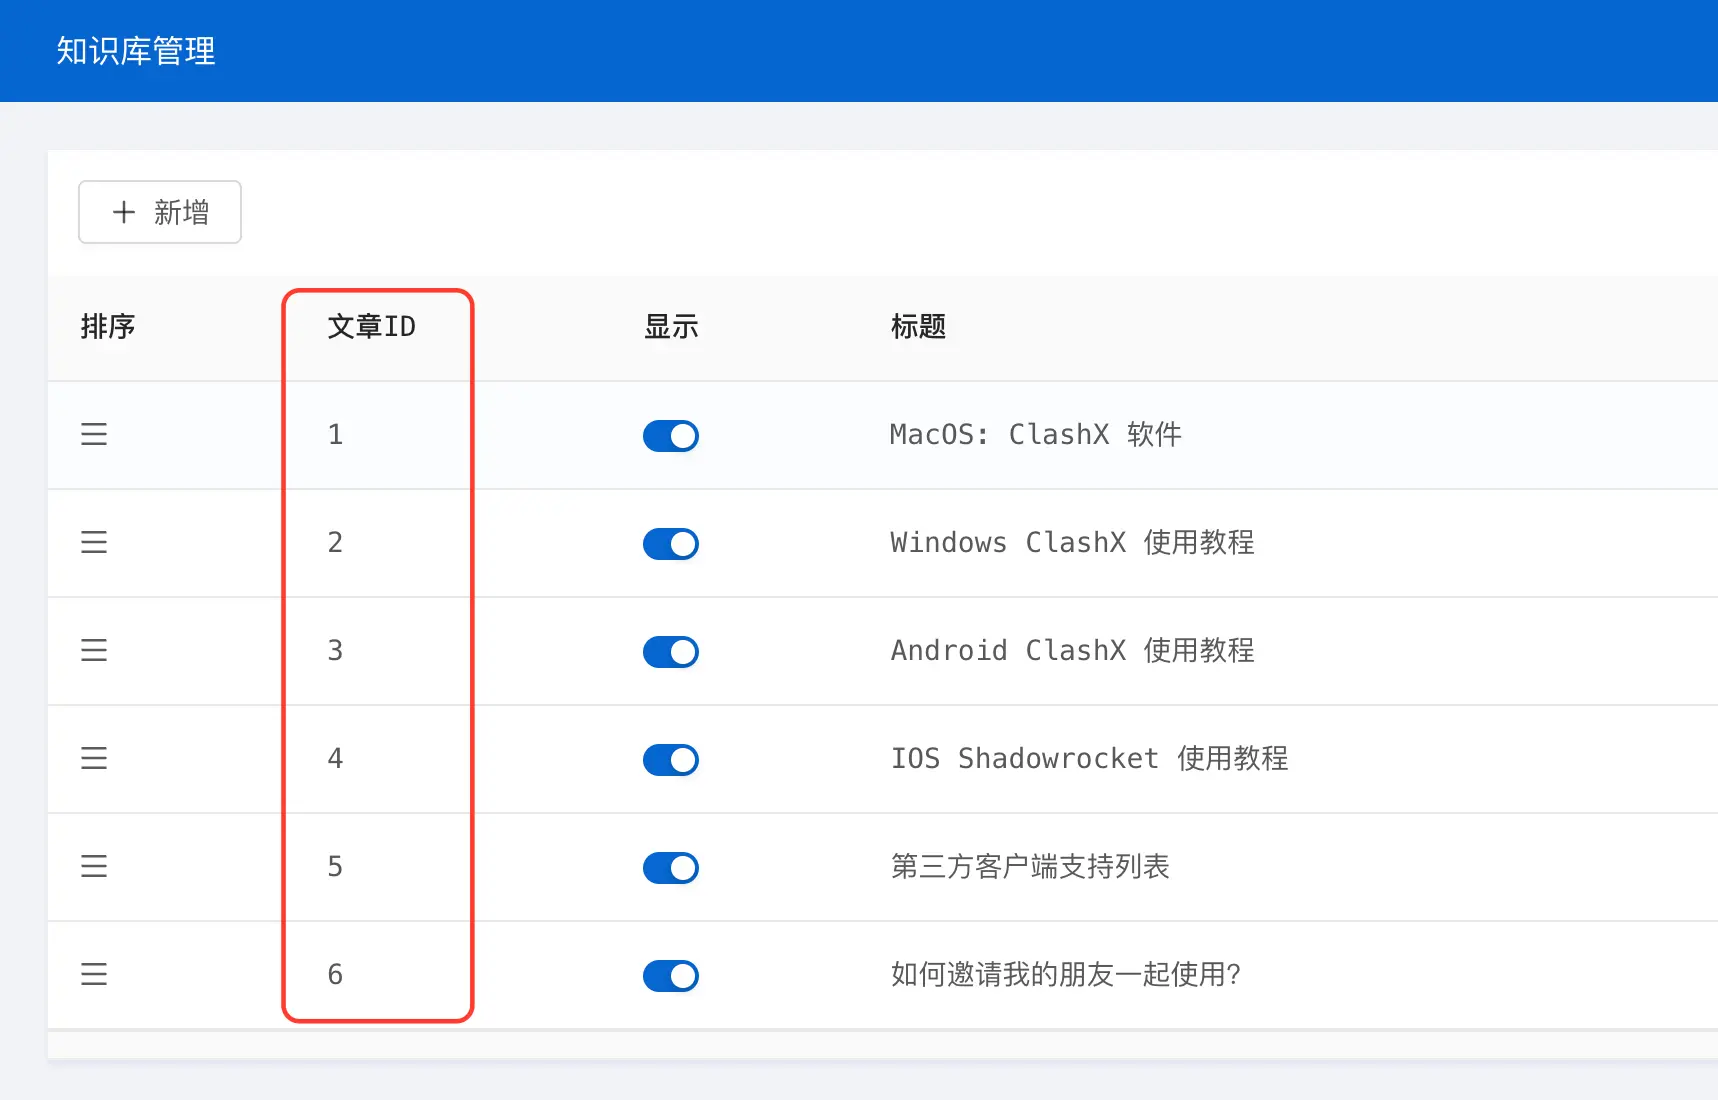 知识库管理
新增
排序 文章ID 显示 标题
1 MacOS: ClashX 软件
2 Windows ClashX 使用教程
3 Android ClashX 使用教程
4 IOS Shadowrocket 使用教程
5 第三方客户端支持列表
6 如何邀请我的朋友一起使用?